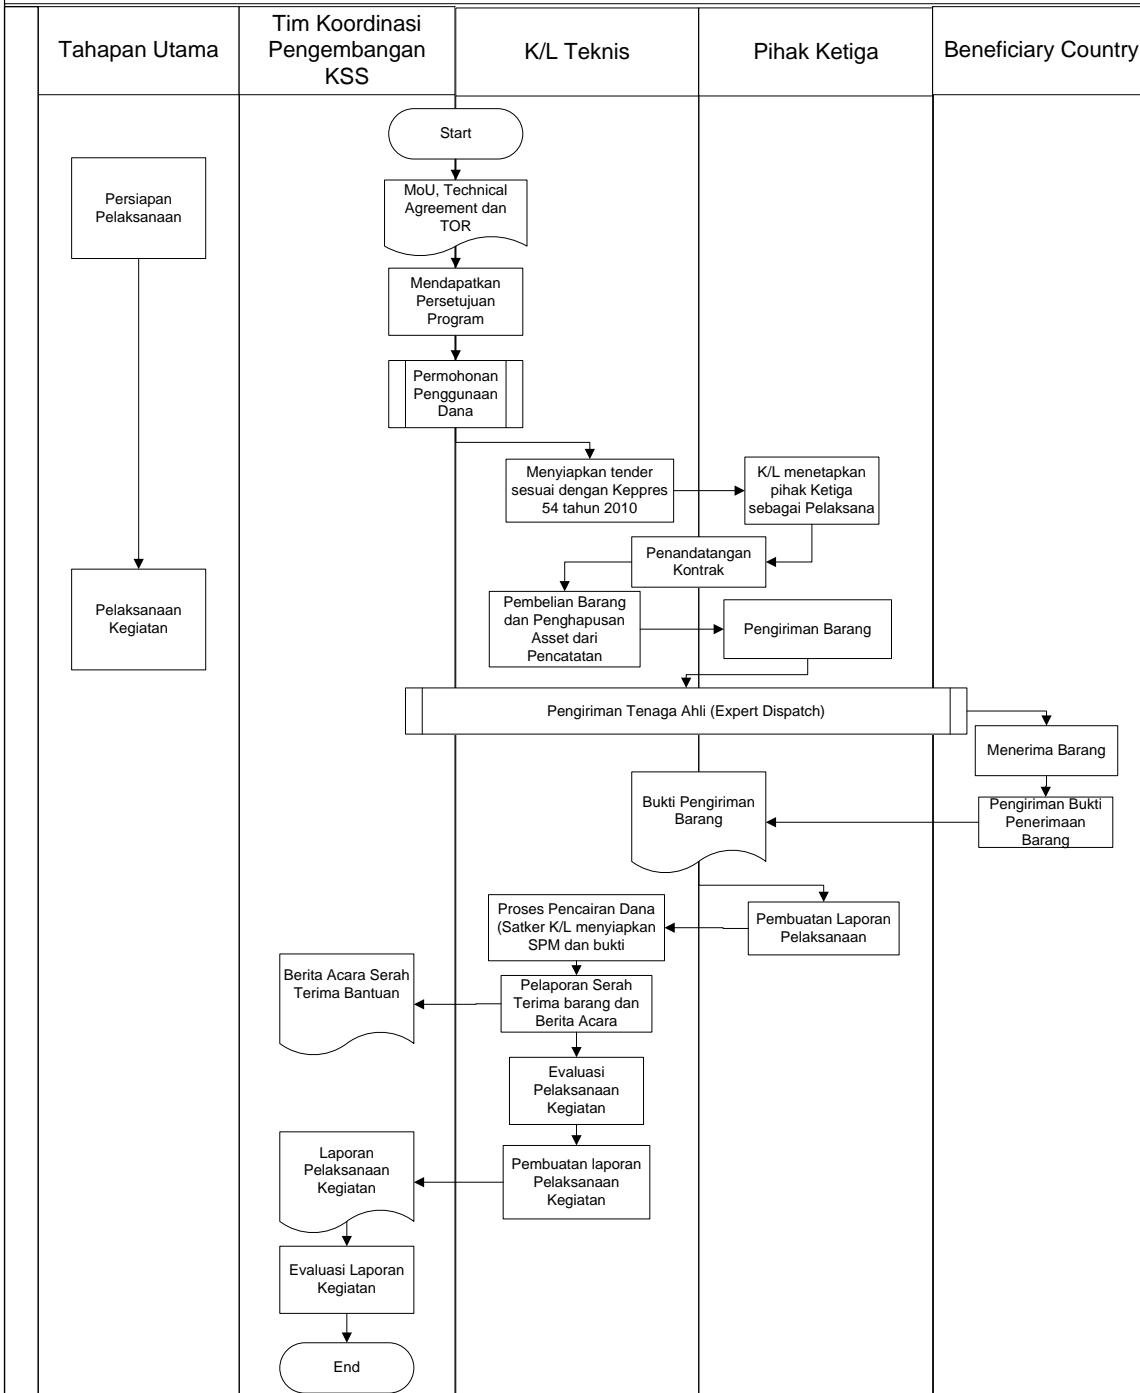 Tahapan Utama
Tim Koordinasi
Pengembangan
KSS
K/L Teknis
Pihak Ketiga
Beneficiary Country
Start
Persiapan
Pelaksanaan
MoU, Technical
Agreement dan
TOR
Mendapatkan
Persetujuan
Program
Permohonan
Penggunaan
Dana
Menyiapkan tender
sesuai dengan Keppres
54 tahun 2010
K/L menetapkan
pihak Ketiga
sebagai Pelaksana
Penandatangan
Kontrak
Pelaksanaan
Kegiatan
Pembelian Barang
dan Penghapusan
Asset dari
Pencatatan
Pengiriman Barang
Pengiriman Tenaga Ahli (Expert Dispatch)
Menerima Barang
Bukti Pengiriman
Barang
Pengiriman Bukti
Penerimaan
Barang
Proses Pencairan Dana
(Satker K/L menyiapkan
SPM dan bukti
Pembuatan Laporan
Pelaksanaan
Berita Acara Serah
Terima Bantuan
Pelaporan Serah
Terima barang dan
Berita Acara
Evaluasi
Pelaksanaan
Kegiatan
Laporan
Pelaksanaan
Kegiatan
Pembuatan laporan
Pelaksanaan
Kegiatan
Evaluasi Laporan
Kegiatan
End